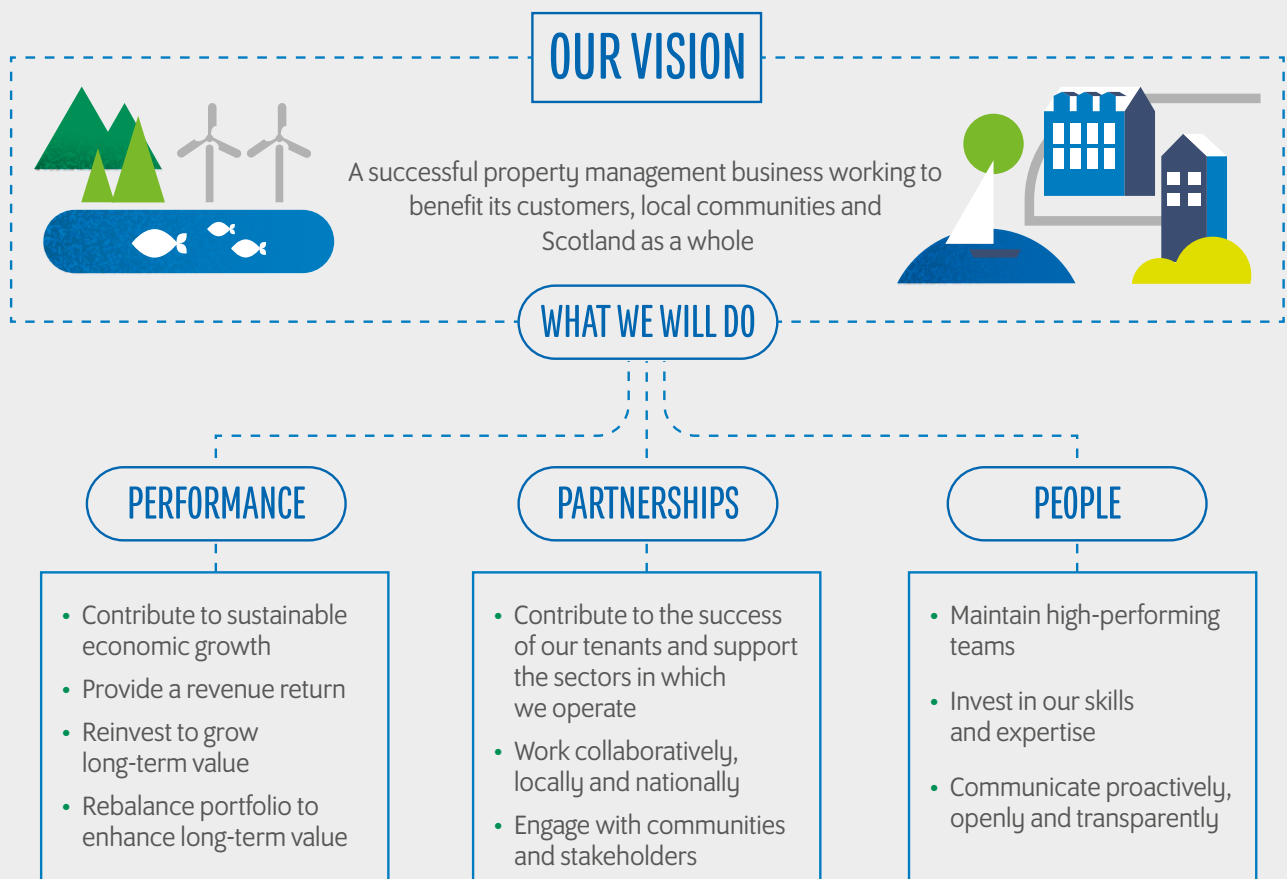 OUR VISION
A successful property management business working to
benefit its customers, local communities and
Scotland as a whole
WHAT WE WILL DO
PERFORMANCE
• Contribute to sustainable
economic growth
• Provide a revenue return
• Reinvest to grow
long-term value
• Rebalance portfolio to
enhance long-term value
PARTNERSHIPS
• Contribute to the success
of our tenants and support
the sectors in which
we operate
• Work collaboratively,
locally and nationally
• Engage with communities
and stakeholders
PEOPLE
• Maintain high-performing
teams
• Invest in our skills
and expertise
• Communicate proactively,
openly and transparently